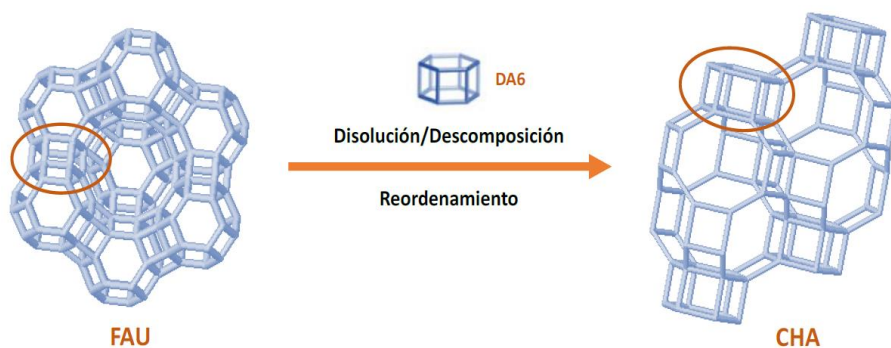 DA6
Disolución/Descomposición
Reordenamiento
FAU
CHA